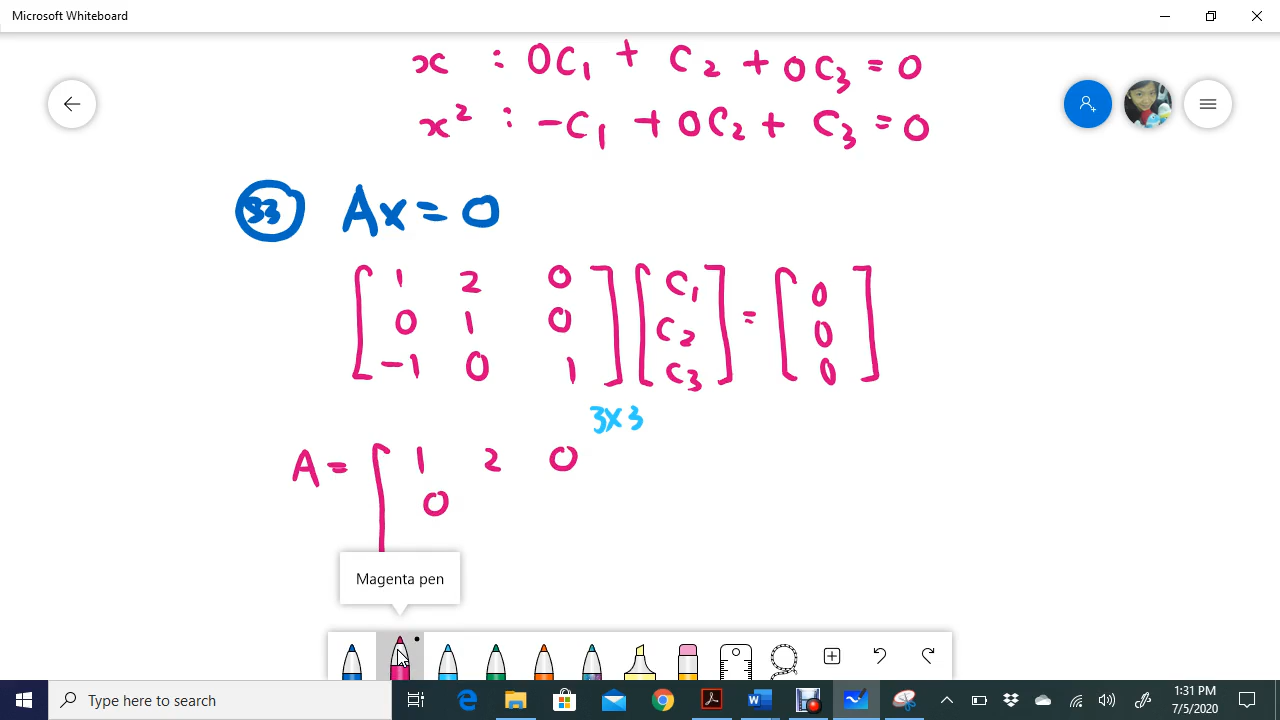 Microsoft Whiteboard
x : 0C₁ + C₂ + 0C₃ = 0
x² : -C₁ + 0C₂ + C₃ = 0
S3 Ax = 0
1 2 0 C₁ 0
0 1 0 C₂ = 0
-1 0 1 C₃ 0
3x3
A = 1 2 0
0
Magenta pen
Type here to search
1:31 PM
7/5/2020